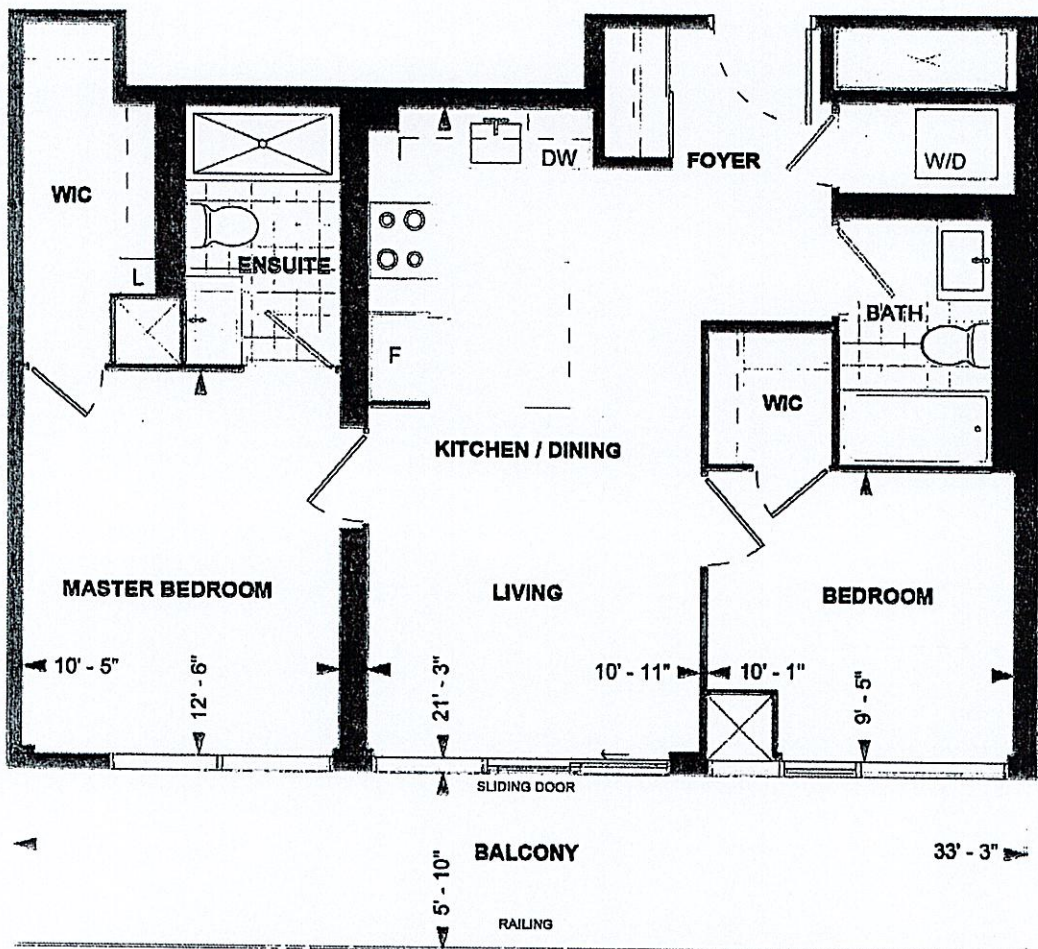 DW
FOYER
W/D
WIC
ENSUITE
L
BATH
F
WIC
KITCHEN / DINING
MASTER BEDROOM
LIVING
BEDROOM
10' - 5"
12' - 6"
21' - 3"
10' - 11"
10' - 1"
9' - 5"
SLIDING DOOR
BALCONY
33' - 3"
5' - 10"
RAILING